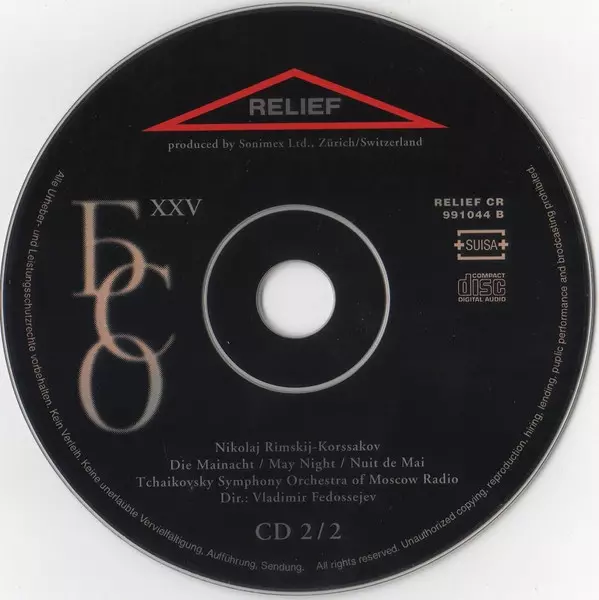 RELIEF
produced by Sonimex Ltd., Zürich/Switzerland
БСО
XXV
RELIEF CR
991044 B
SUISA
COMPACT
disc
DIGITAL AUDIO
Nikolaj Rimskij-Korssakov
Die Mainacht / May Night / Nuit de Mai
Tchaikovsky Symphony Orchestra of Moscow Radio
Dir.: Vladimir Fedossejev
CD 2/2
Alle Urheber- und Leistungsschutzrechte vorbehalten. Kein Verleih. Keine unerlaubte Vervielfältigung, Aufführung, Sendung. All rights reserved. Unauthorized copying, reproduction, hiring, lending, puplic performance and brodcasting prohibited.